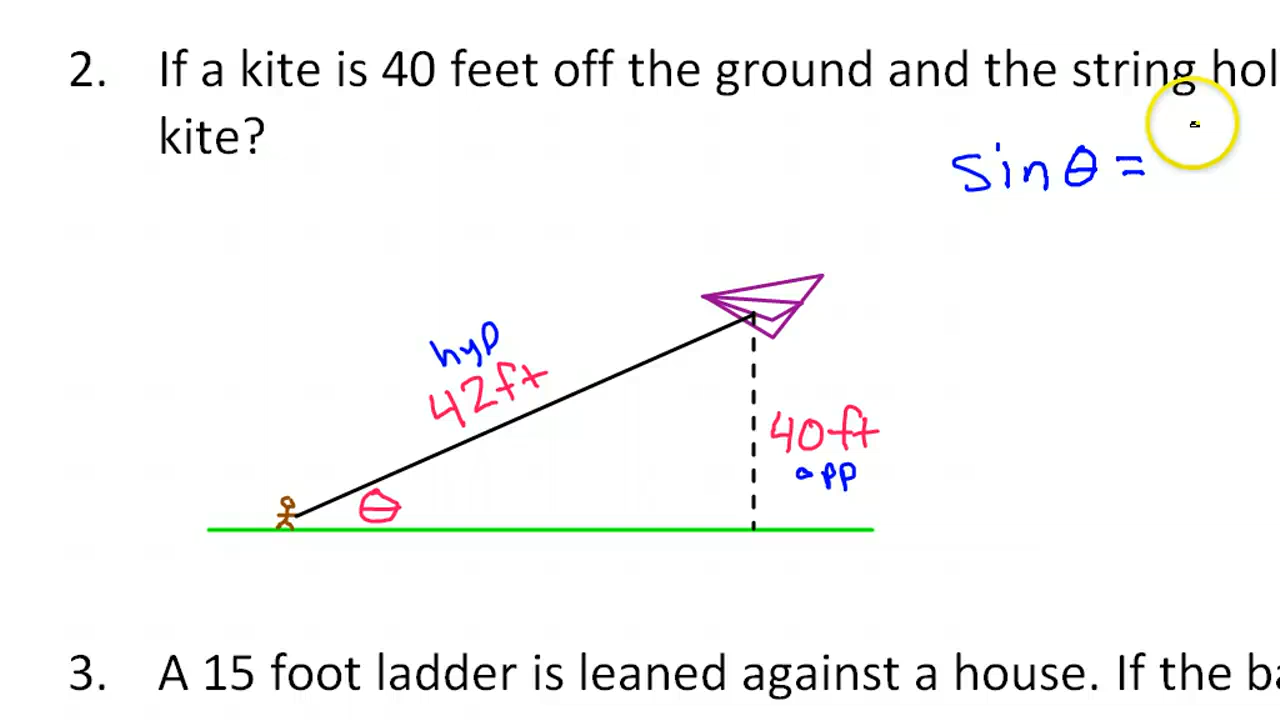 2. If a kite is 40 feet off the ground and the string hol
kite?
sin θ =
hyp
42ft
40ft
opp
θ
3. A 15 foot ladder is leaned against a house. If the ba